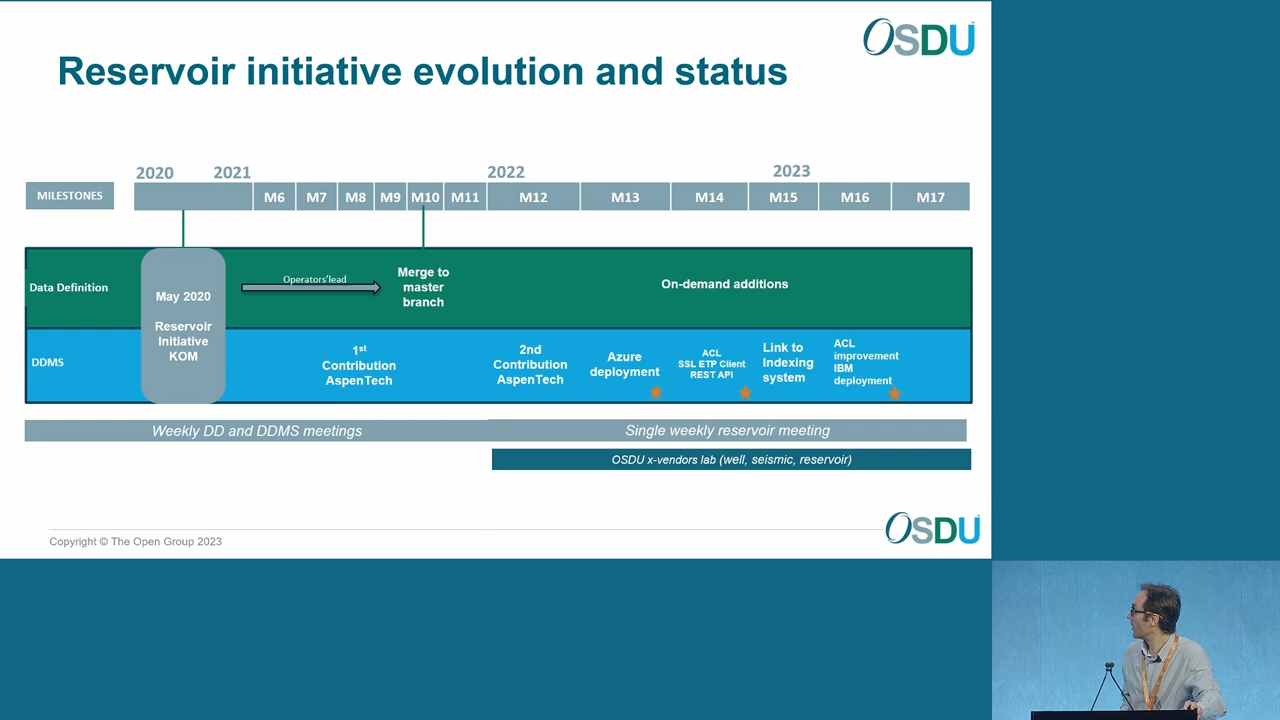 OSDU
Reservoir initiative evolution and status
2020 2021 2022 2023
MILESTONES M6 M7 M8 M9 M10 M11 M12 M13 M14 M15 M16 M17
Data Definition
May 2020
Reservoir
Initiative
KOM
Operators'lead
Merge to
master
branch
On-demand additions
DDMS
1st
Contribution
AspenTech
2nd
Contribution
AspenTech
Azure
deployment
ACL
SSL ETP Client
REST API
Link to
Indexing
system
ACL
improvement
IBM
deployment
Weekly DD and DDMS meetings
Single weekly reservoir meeting
OSDU x-vendors lab (well, seismic, reservoir)
Copyright © The Open Group 2023
OSDU